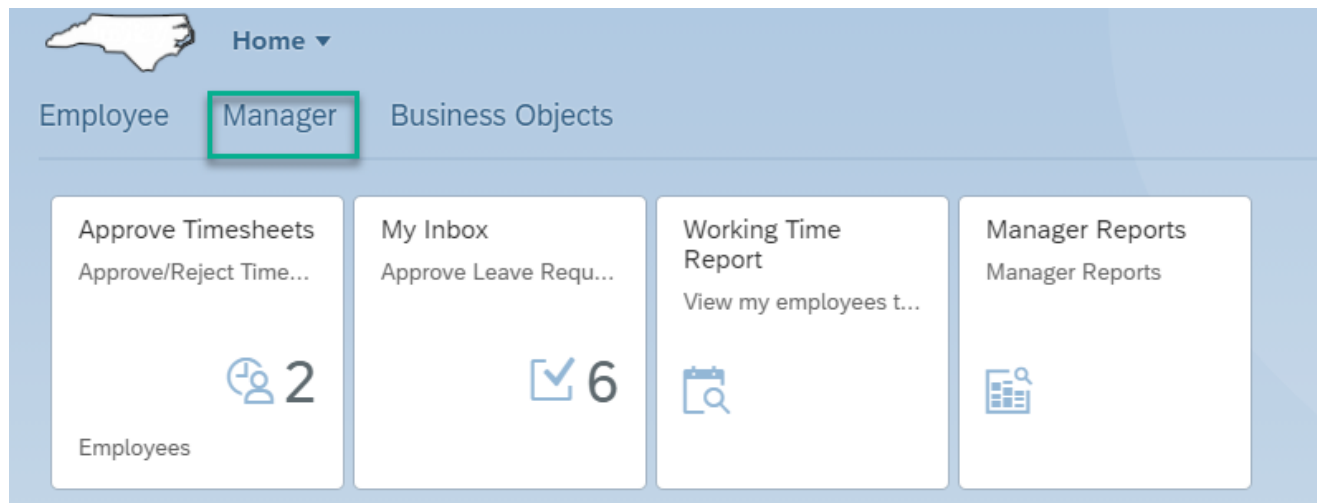 Home ▼
Employee Manager Business Objects
Approve Timesheets
Approve/Reject Time...
2
Employees
My Inbox
Approve Leave Requ...
6
Working Time
Report
View my employees t...
Manager Reports
Manager Reports